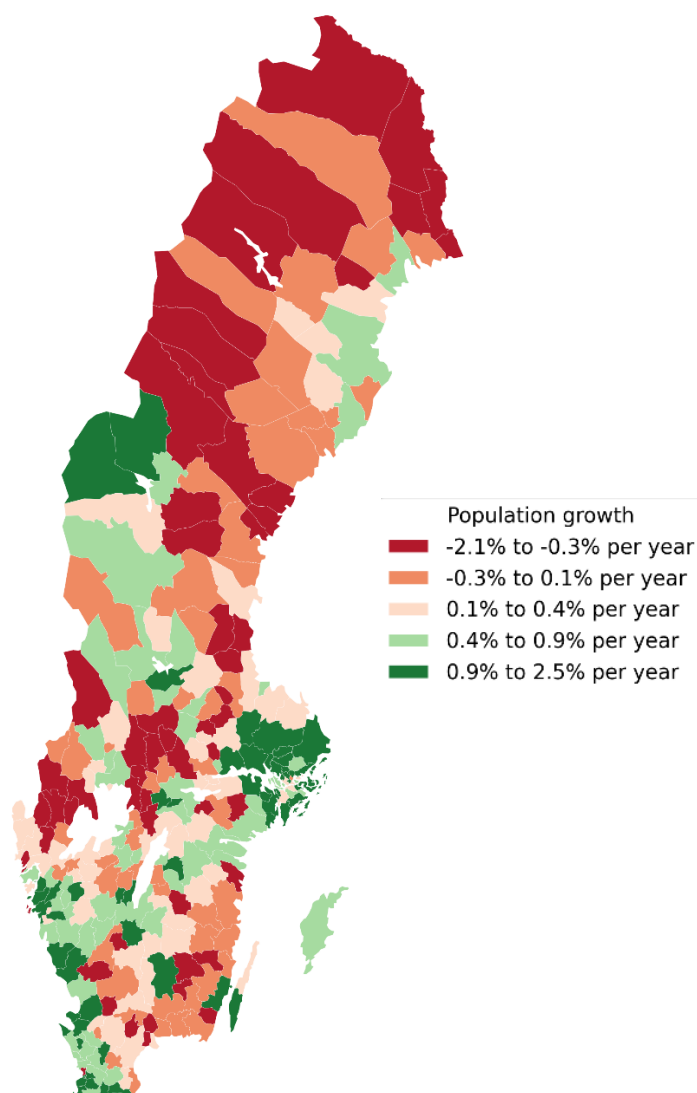 Population growth
-2.1% to -0.3% per year
-0.3% to 0.1% per year
0.1% to 0.4% per year
0.4% to 0.9% per year
0.9% to 2.5% per year